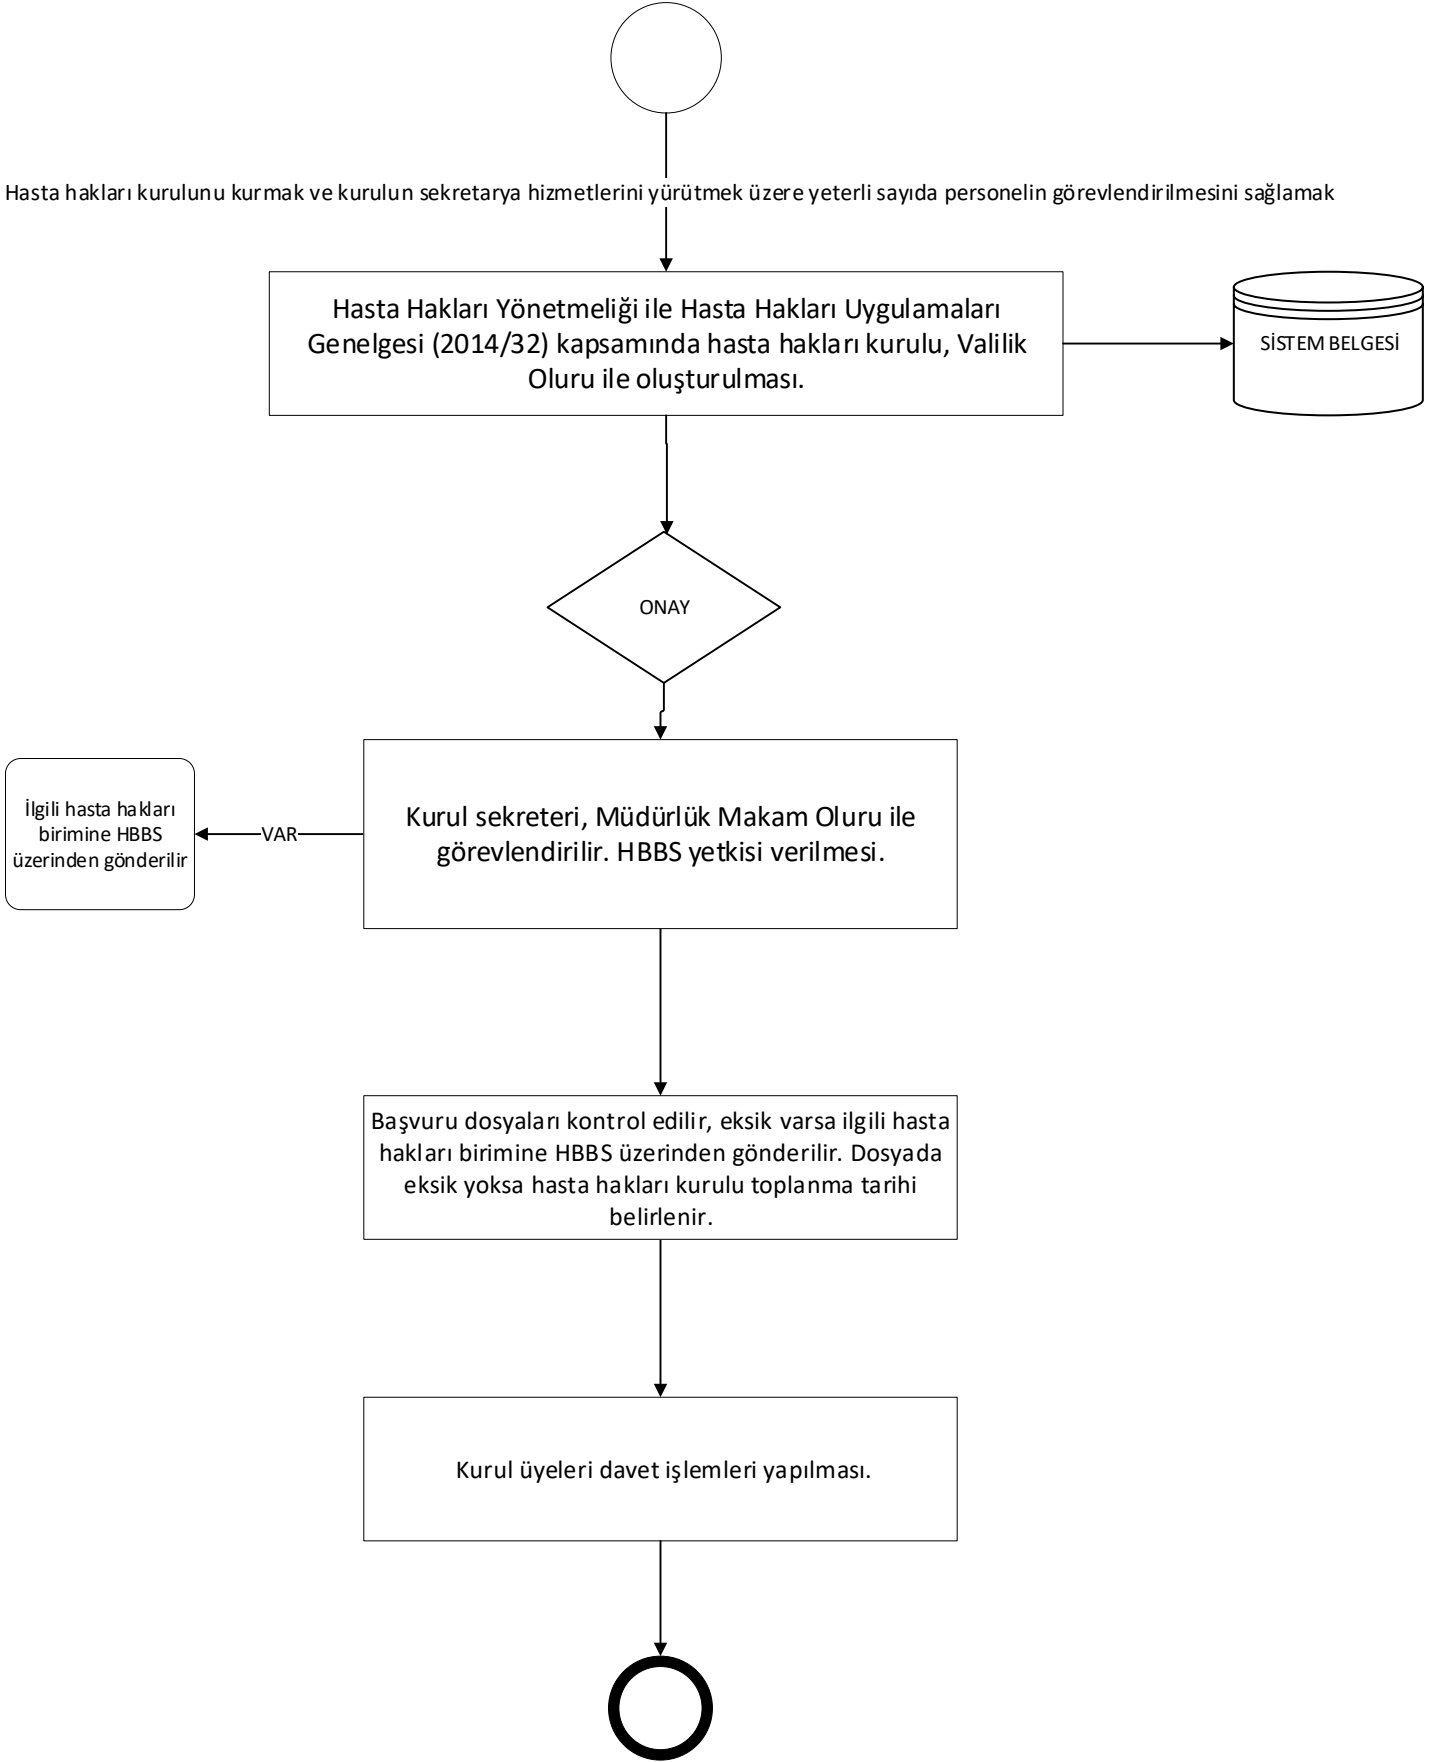 Hasta hakları kurulunu kurmak ve kurulun sekretarya hizmetlerini yürütmek üzere yeterli sayıda personelin görevlendirilmesini sağlamak
Hasta Hakları Yönetmeliği ile Hasta Hakları Uygulamaları
Genelgesi (2014/32) kapsamında hasta hakları kurulu, Valilik
Oluru ile oluşturulması.
SİSTEM BELGESİ
ONAY
Kurul sekreteri, Müdürlük Makam Oluru ile
görevlendirilir. HBBS yetkisi verilmesi.
VAR
İlgili hasta hakları
birimine HBBS
üzerinden gönderilir
Başvuru dosyaları kontrol edilir, eksik varsa ilgili hasta
hakları birimine HBBS üzerinden gönderilir. Dosyada
eksik yoksa hasta hakları kurulu toplanma tarihi
belirlenir.
Kurul üyeleri davet işlemleri yapılması.